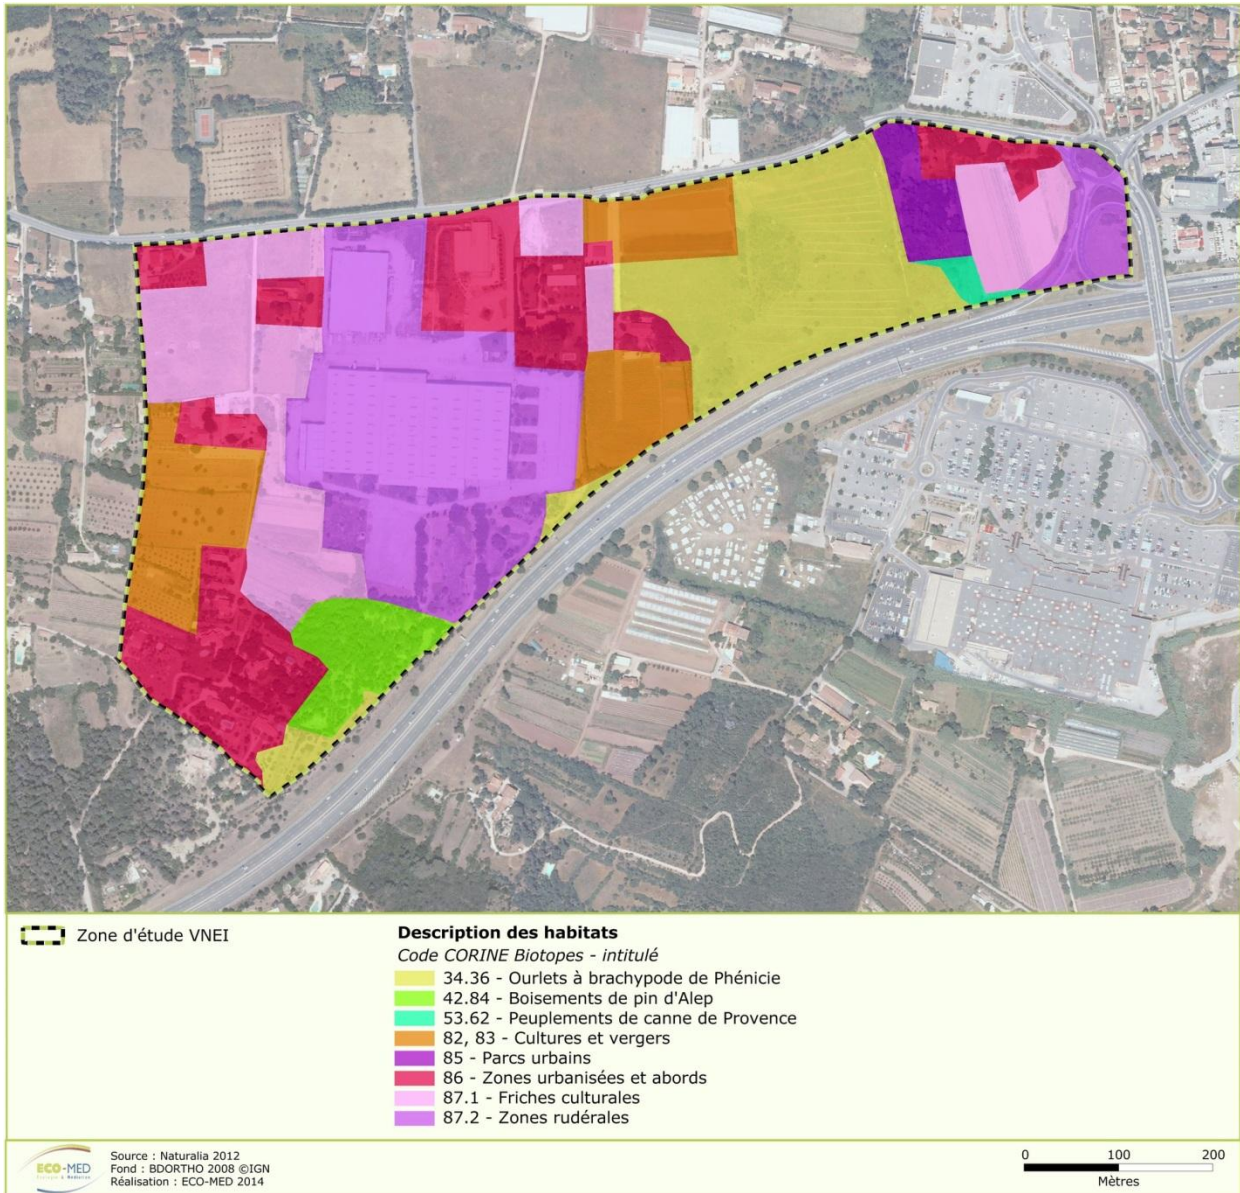 Zone d'étude VNEI
Description des habitats
Code CORINE Biotopes - intitulé
34.36 - Ourlets à brachypode de Phénicie
42.84 - Boisements de pin d'Alep
53.62 - Peuplements de canne de Provence
82, 83 - Cultures et vergers
85 - Parcs urbains
86 - Zones urbanisées et abords
87.1 - Friches culturales
87.2 - Zones rudérales
ECO-MED
Source : Naturalia 2012
Fond : BDORTHO 2008 ©IGN
Réalisation : ECO-MED 2014
0 100 200
Mètres